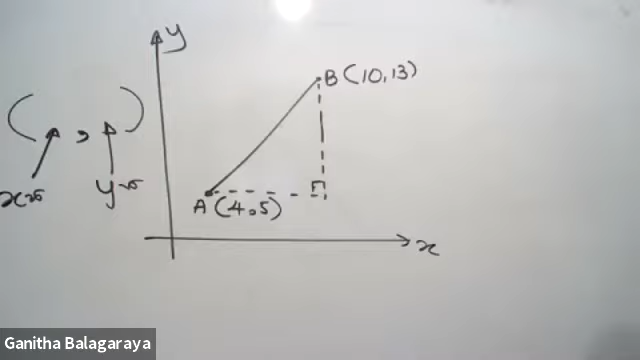 y
B (10, 13)
( , )
A (4, 5)
x
Ganitha Balagaraya